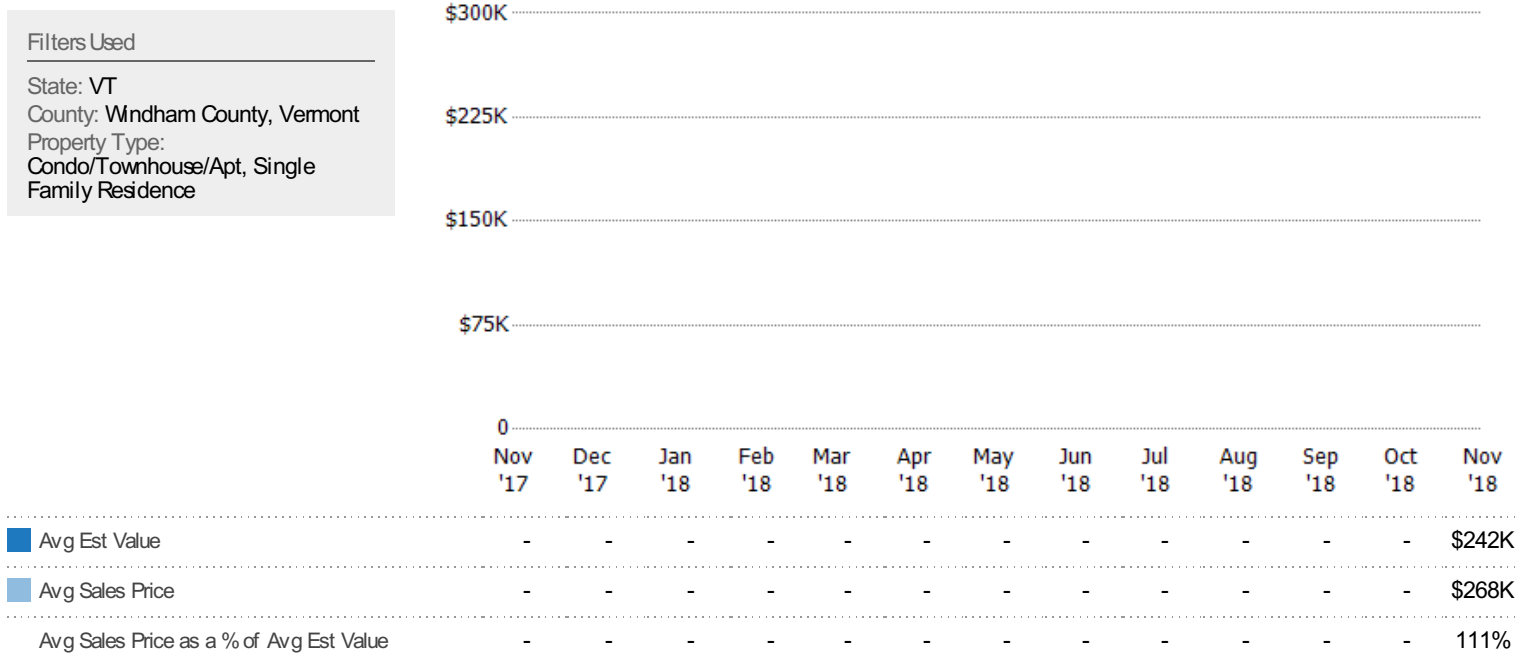 Filters Used
State: VT
County: Windham County, Vermont
Property Type:
Condo/Townhouse/Apt, Single
Family Residence
$300K
$225K
$150K
$75K
0
Nov Dec Jan Feb Mar Apr May Jun Jul Aug Sep Oct Nov
'17 '17 '18 '18 '18 '18 '18 '18 '18 '18 '18 '18 '18
Avg Est Value - - - - - - - - - - - - $242K
Avg Sales Price - - - - - - - - - - - - $268K
Avg Sales Price as a % of Avg Est Value - - - - - - - - - - - - 111%